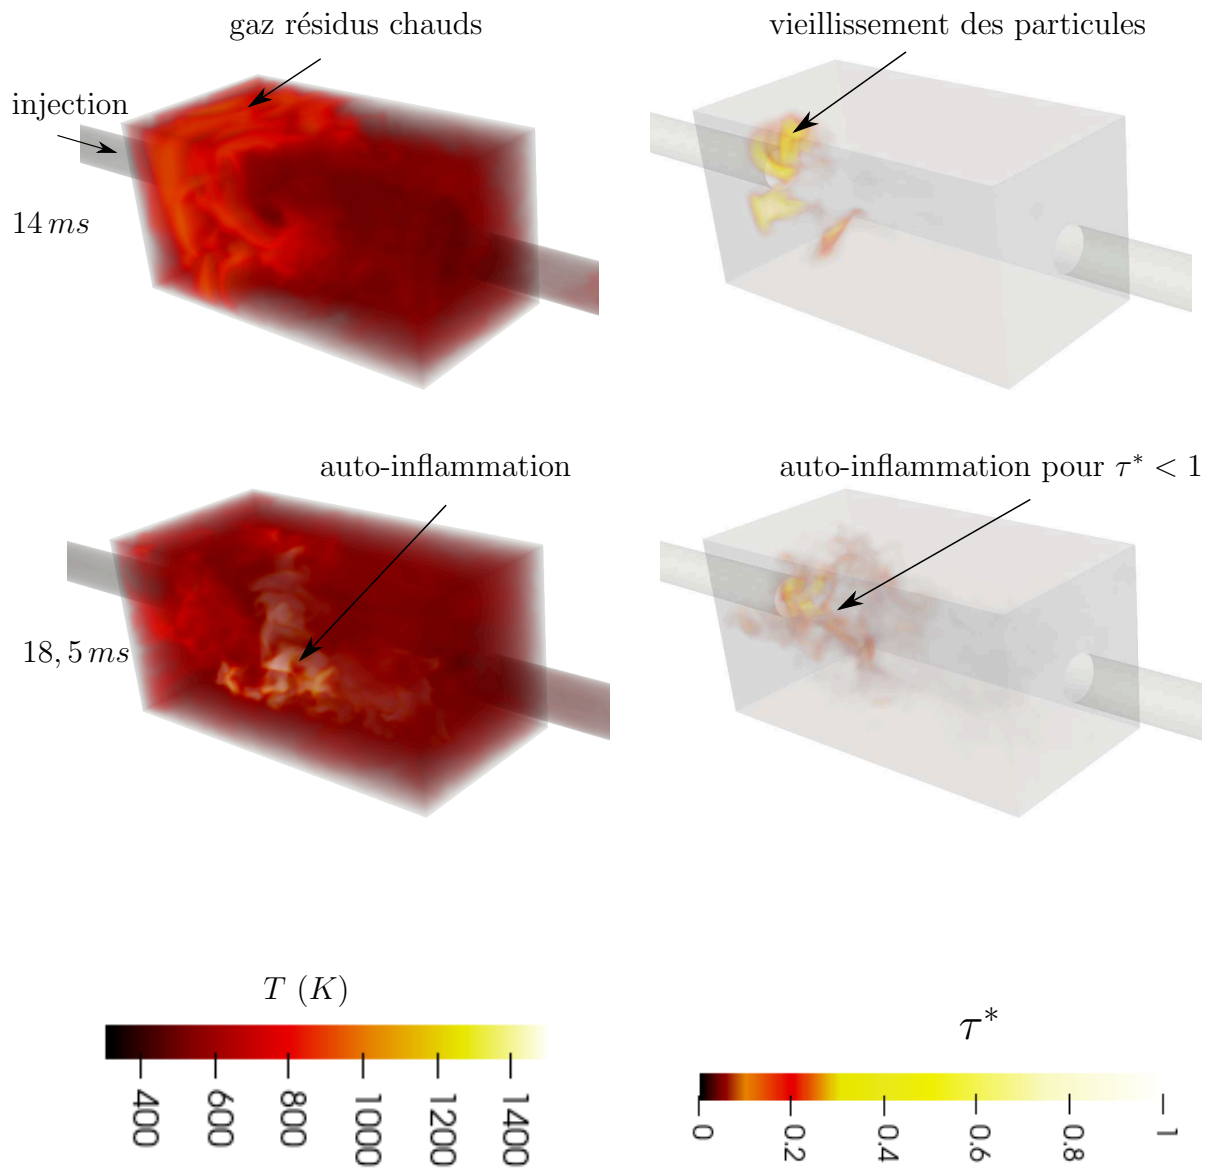 gaz résidus chauds
vieillissement des particules
injection
14 ms
auto-inflammation
auto-inflammation pour τ* < 1
18, 5 ms
T (K)
400 600 800 1000 1200 1400
τ*
0 0.2 0.4 0.6 0.8 1